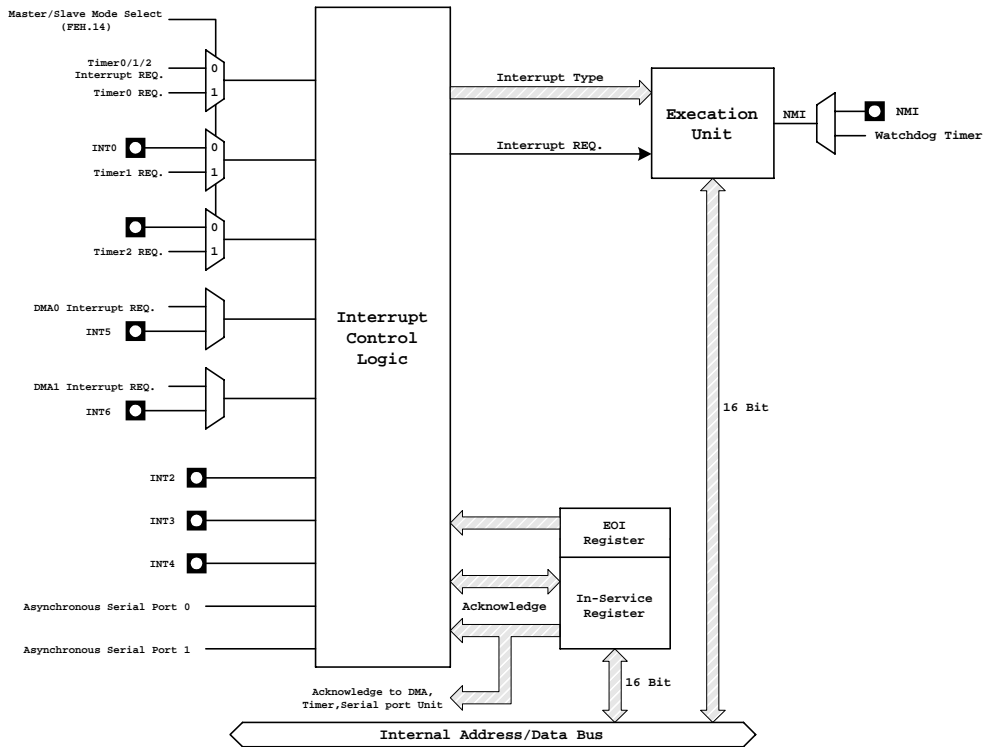 Master/Slave Mode Select
(FEH.14)
Timer0/1/2
Interrupt REQ.
Timer0 REQ.
0
1
INT0
Timer1 REQ.
0
1
Timer2 REQ.
0
1
DMA0 Interrupt REQ.
INT5
DMA1 Interrupt REQ.
INT6
INT2
INT3
INT4
Asynchronous Serial Port 0
Asynchronous Serial Port 1
Interrupt
Control
Logic
Interrupt Type
Interrupt REQ.
Execation
Unit
NMI
NMI
Watchdog Timer
16 Bit
EOI
Register
In-Service
Register
Acknowledge
Acknowledge to DMA,
Timer,Serial port Unit
16 Bit
Internal Address/Data Bus